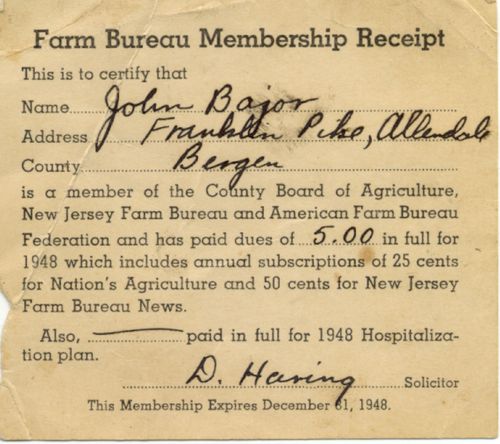 Farm Bureau Membership Receipt
This is to certify that
Name John Bajor
Address Franklin Pike, Allendale
County Bergen
is a member of the County Board of Agriculture,
New Jersey Farm Bureau and American Farm Bureau
Federation and has paid dues of 5.00 in full for
1948 which includes annual subscriptions of 25 cents
for Nation's Agriculture and 50 cents for New Jersey
Farm Bureau News.
Also, ——— paid in full for 1948 Hospitaliza-
tion plan.
D. Haring Solicitor
This Membership Expires December 31, 1948.